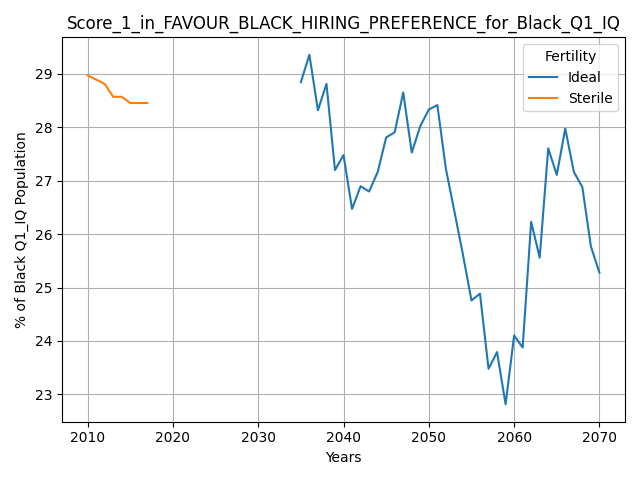 Score_1_in_FAVOUR_BLACK_HIRING_PREFERENCE_for_Black_Q1_IQ
Fertility
Ideal
Sterile
% of Black Q1_IQ Population
29
28
27
26
25
24
23
2010 2020 2030 2040 2050 2060 2070
Years